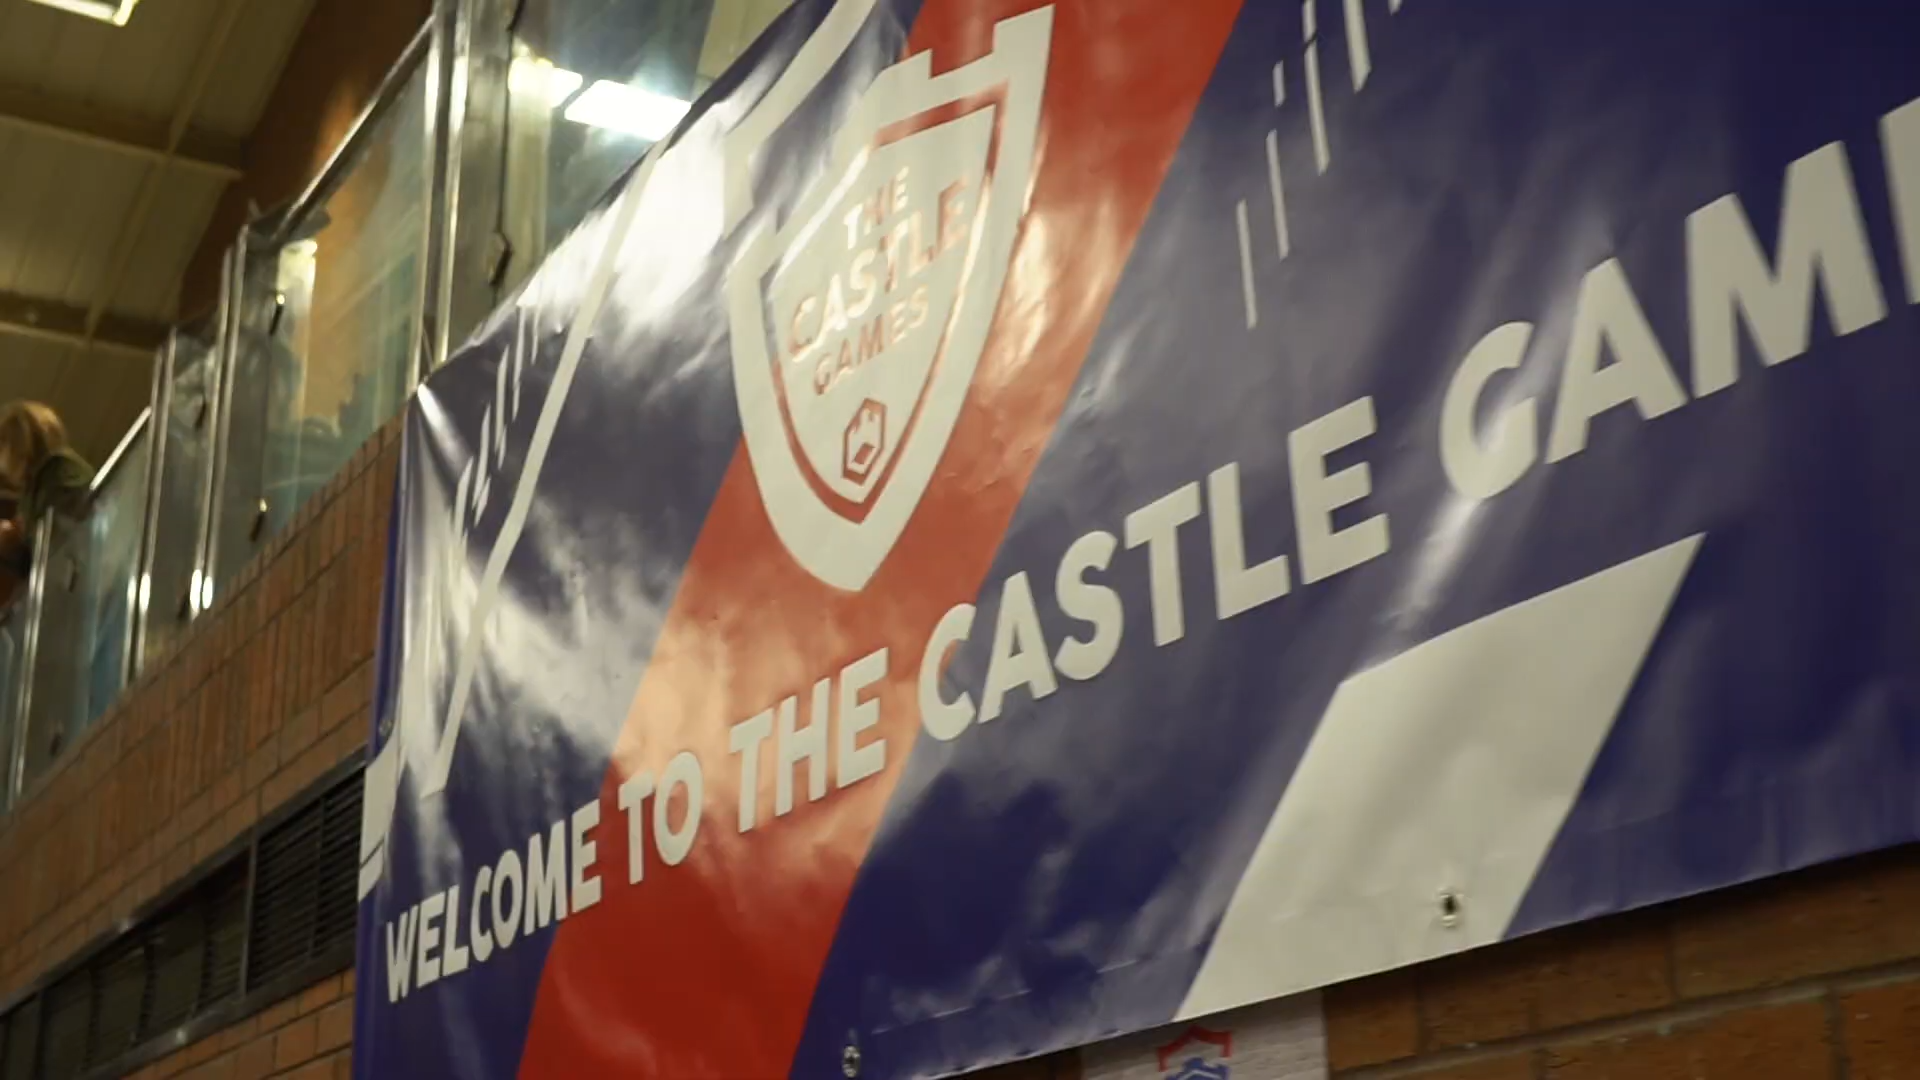 THE
CASTLE
GAMES
WELCOME TO THE CASTLE GAM